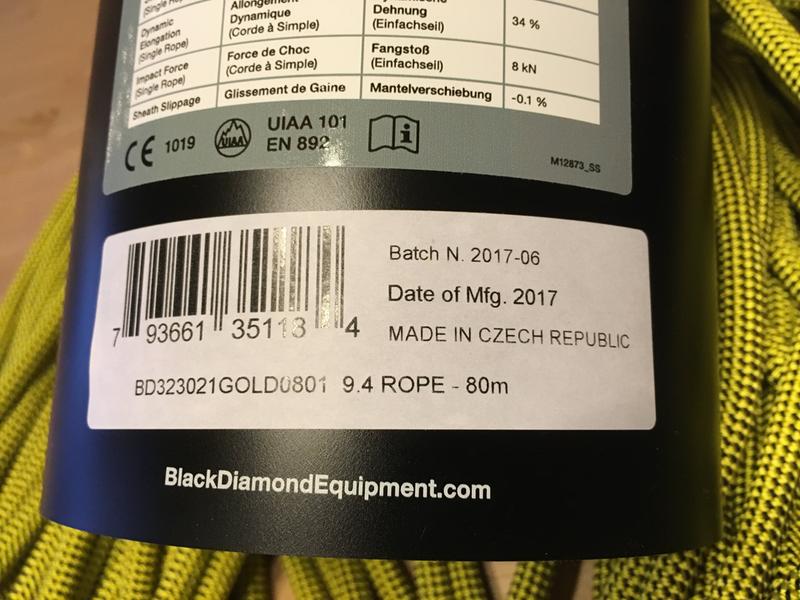 Allongement
Dynamique
(Corde à Simple)
Dynamic
Elongation
(Single Rope)
Dehnung
(Einfachseil)
34 %
Impact Force
(Single Rope)
Force de Choc
(Corde à Simple)
Fangstoß
(Einfachseil)
8 kN
Sheath Slippage
Glissement de Gaine
Mantelverschiebung
-0.1 %
CE 1019
UIAA
UIAA 101
EN 892
i
M12873_SS
Batch N. 2017-06
Date of Mfg. 2017
MADE IN CZECH REPUBLIC
7 93661 35113 4
BD323021GOLD0801 9.4 ROPE - 80m
BlackDiamondEquipment.com